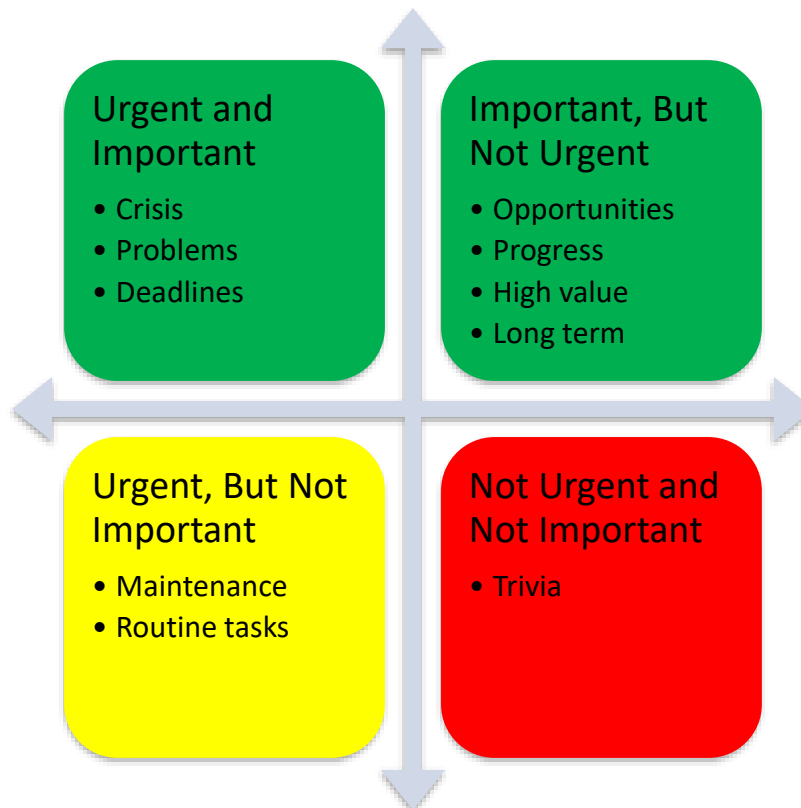 Urgent and
Important
• Crisis
• Problems
• Deadlines
Important, But
Not Urgent
• Opportunities
• Progress
• High value
• Long term
Urgent, But Not
Important
• Maintenance
• Routine tasks
Not Urgent and
Not Important
• Trivia